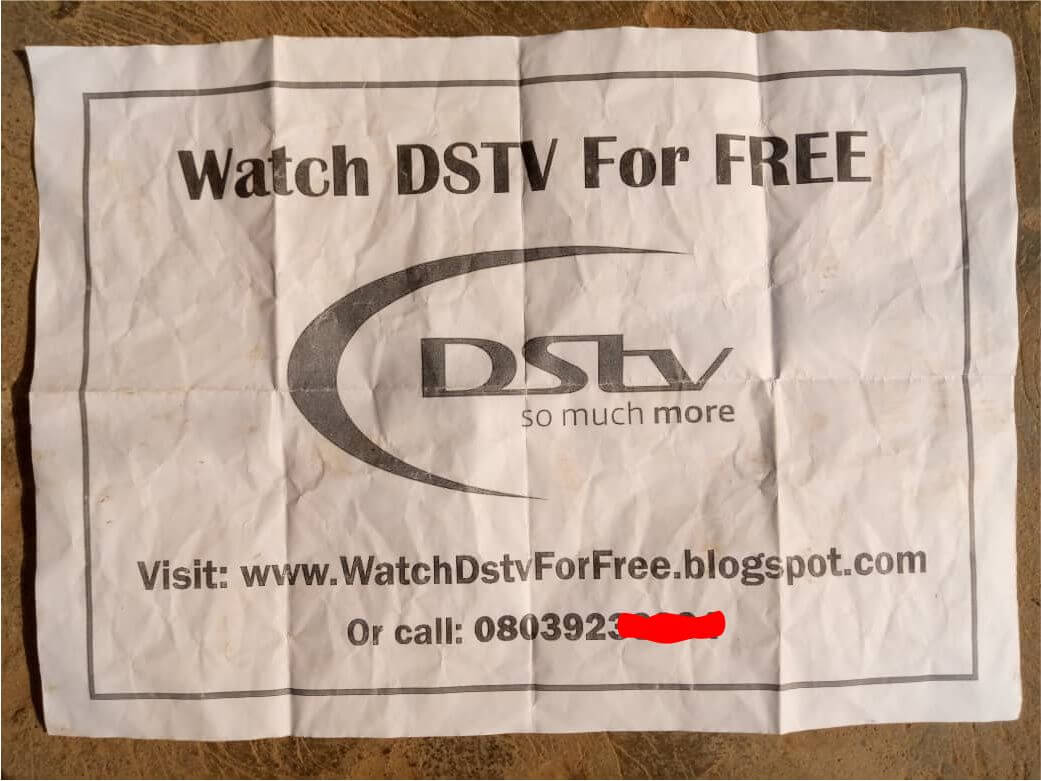 Watch DSTV For FREE
DStv
so much more
Visit: www.WatchDstvForFree.blogspot.com
Or call: 0803923